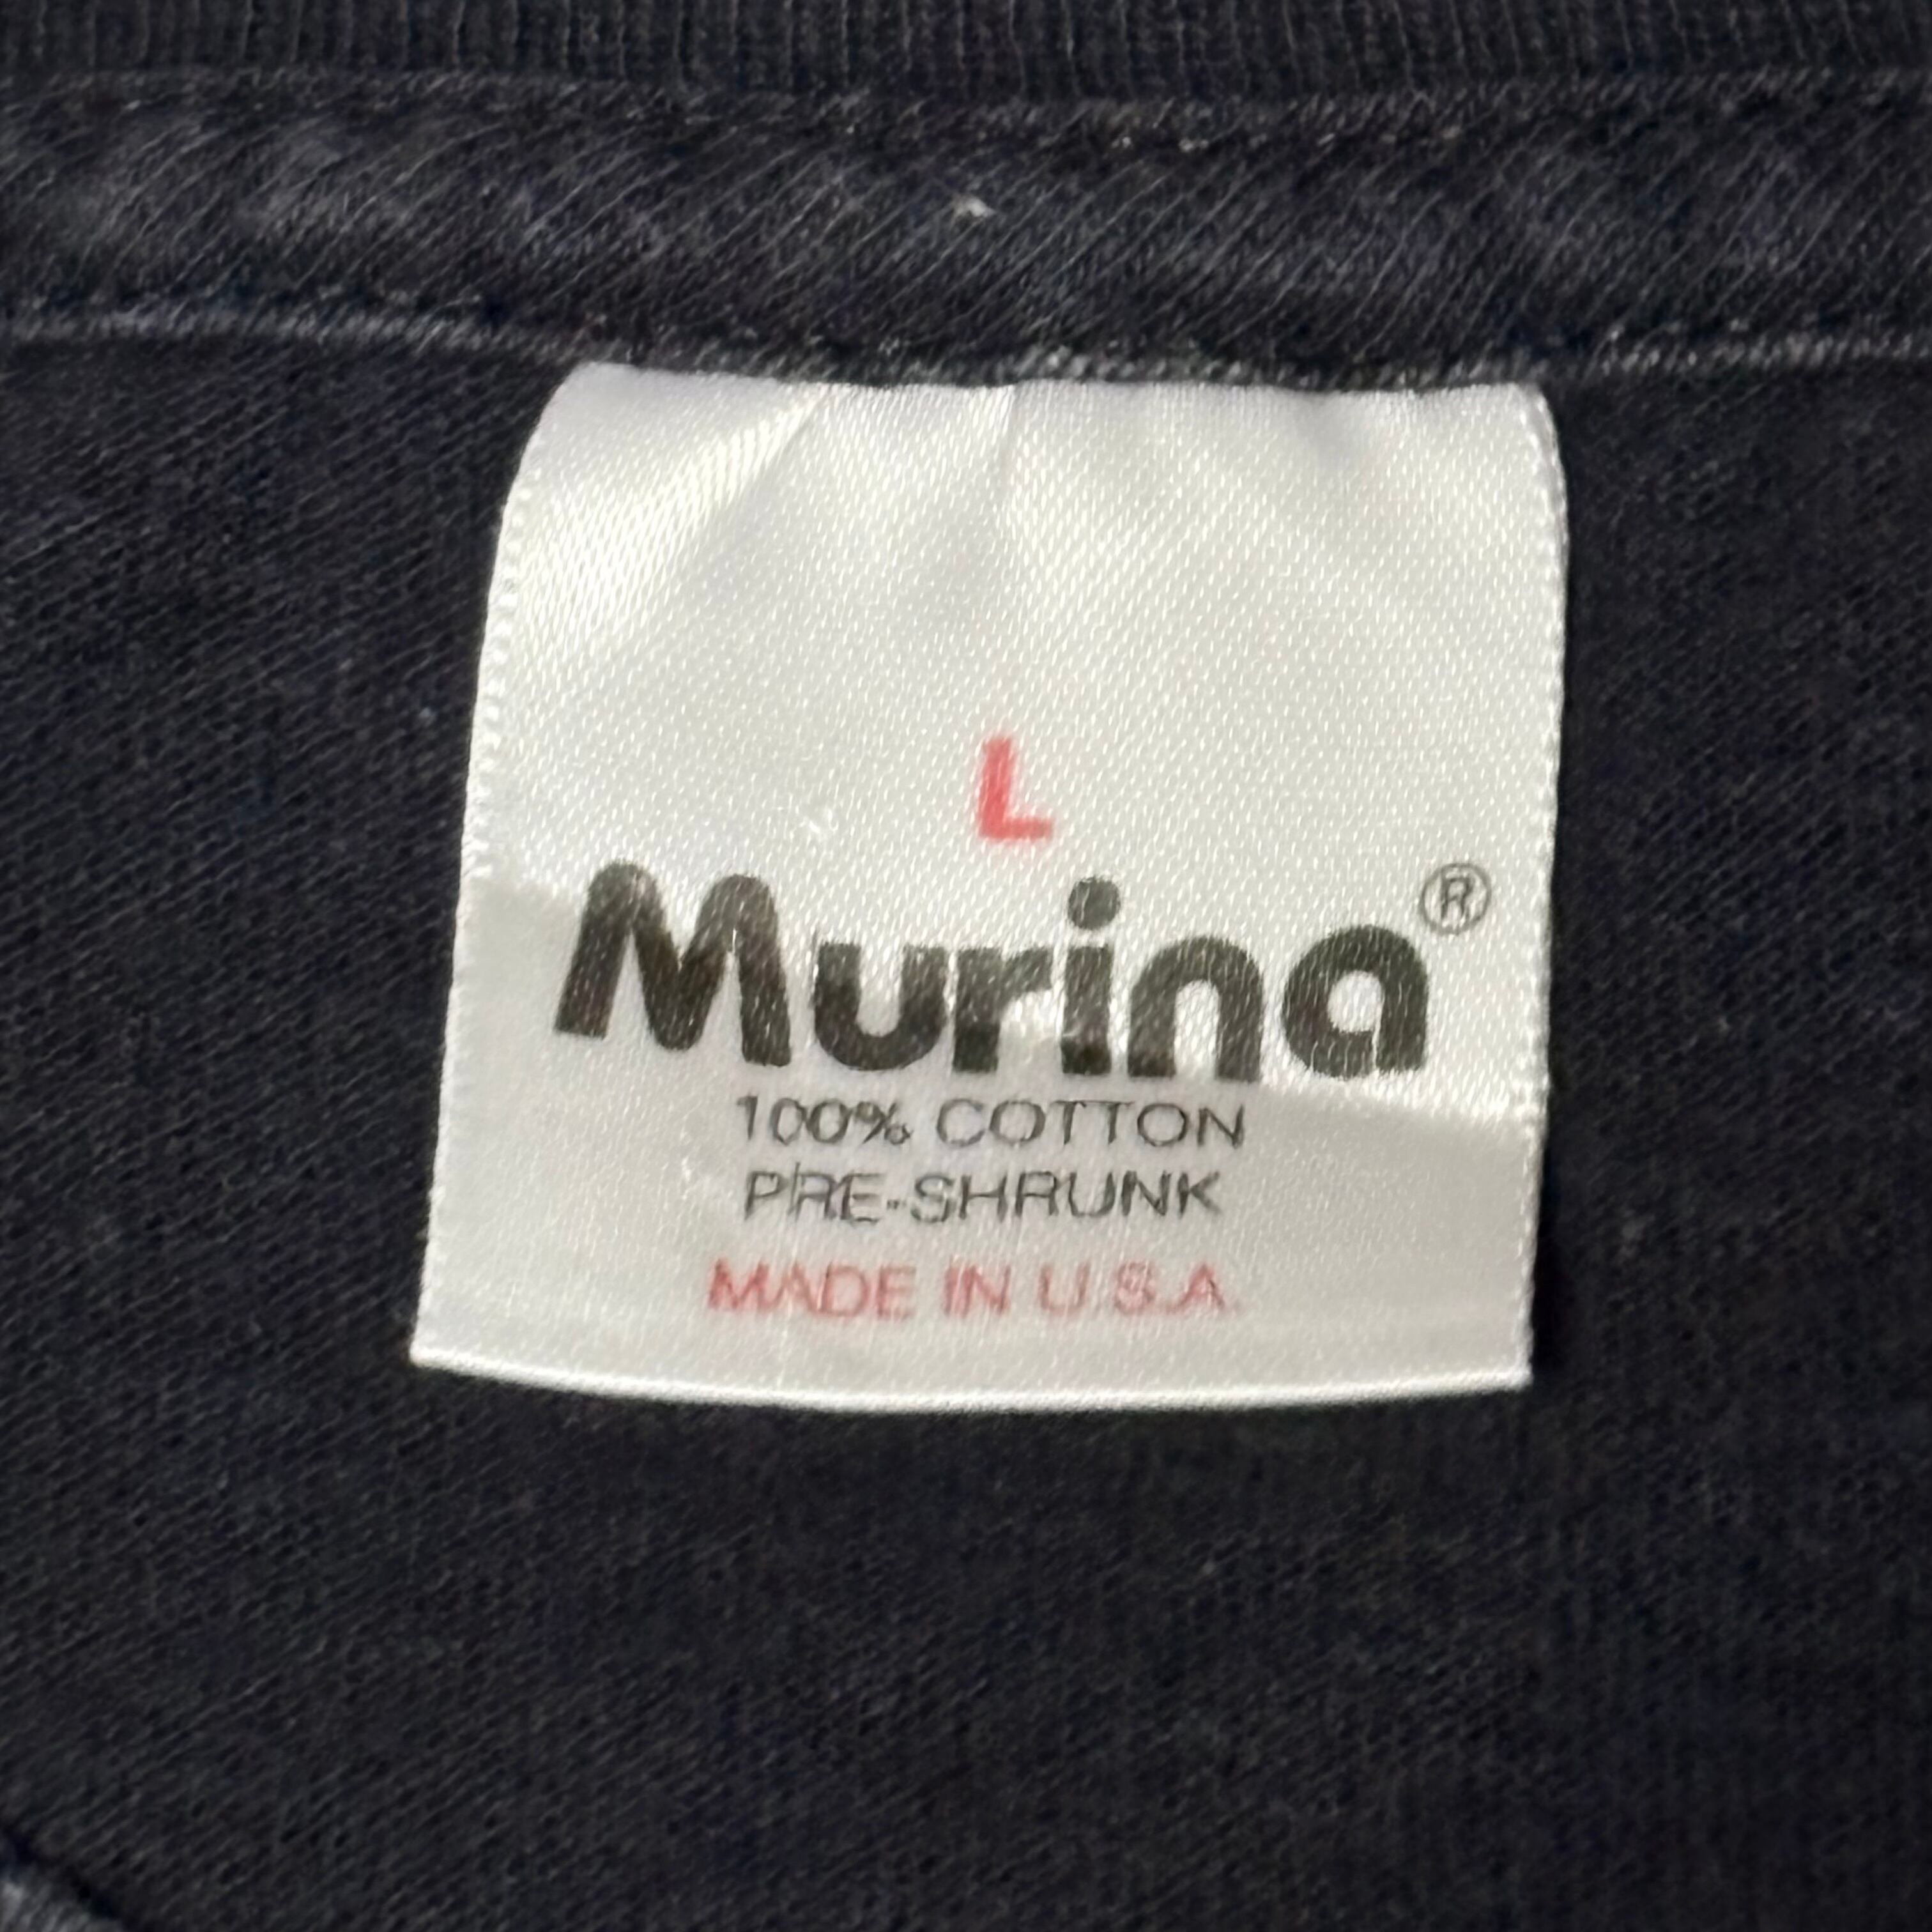 L
Murina®
100% COTTON
PRE-SHRUNK
MADE IN U.S.A.